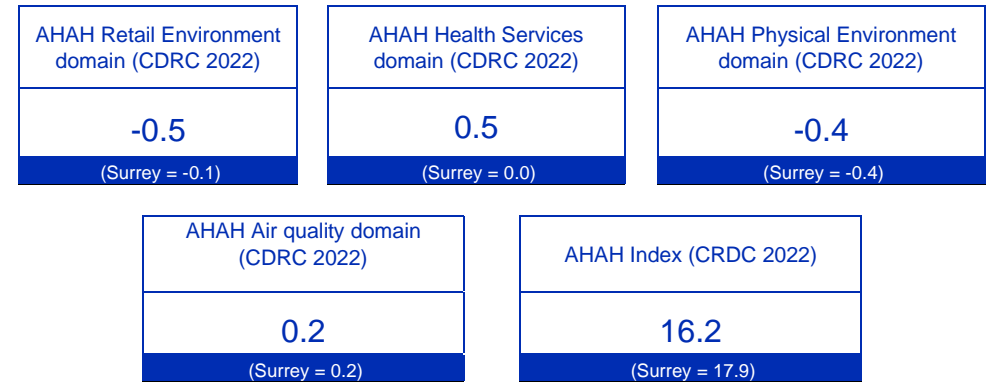 AHAH Retail Environment
domain (CDRC 2022)
-0.5
(Surrey = -0.1)
AHAH Health Services
domain (CDRC 2022)
0.5
(Surrey = 0.0)
AHAH Physical Environment
domain (CDRC 2022)
-0.4
(Surrey = -0.4)
AHAH Air quality domain
(CDRC 2022)
0.2
(Surrey = 0.2)
AHAH Index (CRDC 2022)
16.2
(Surrey = 17.9)